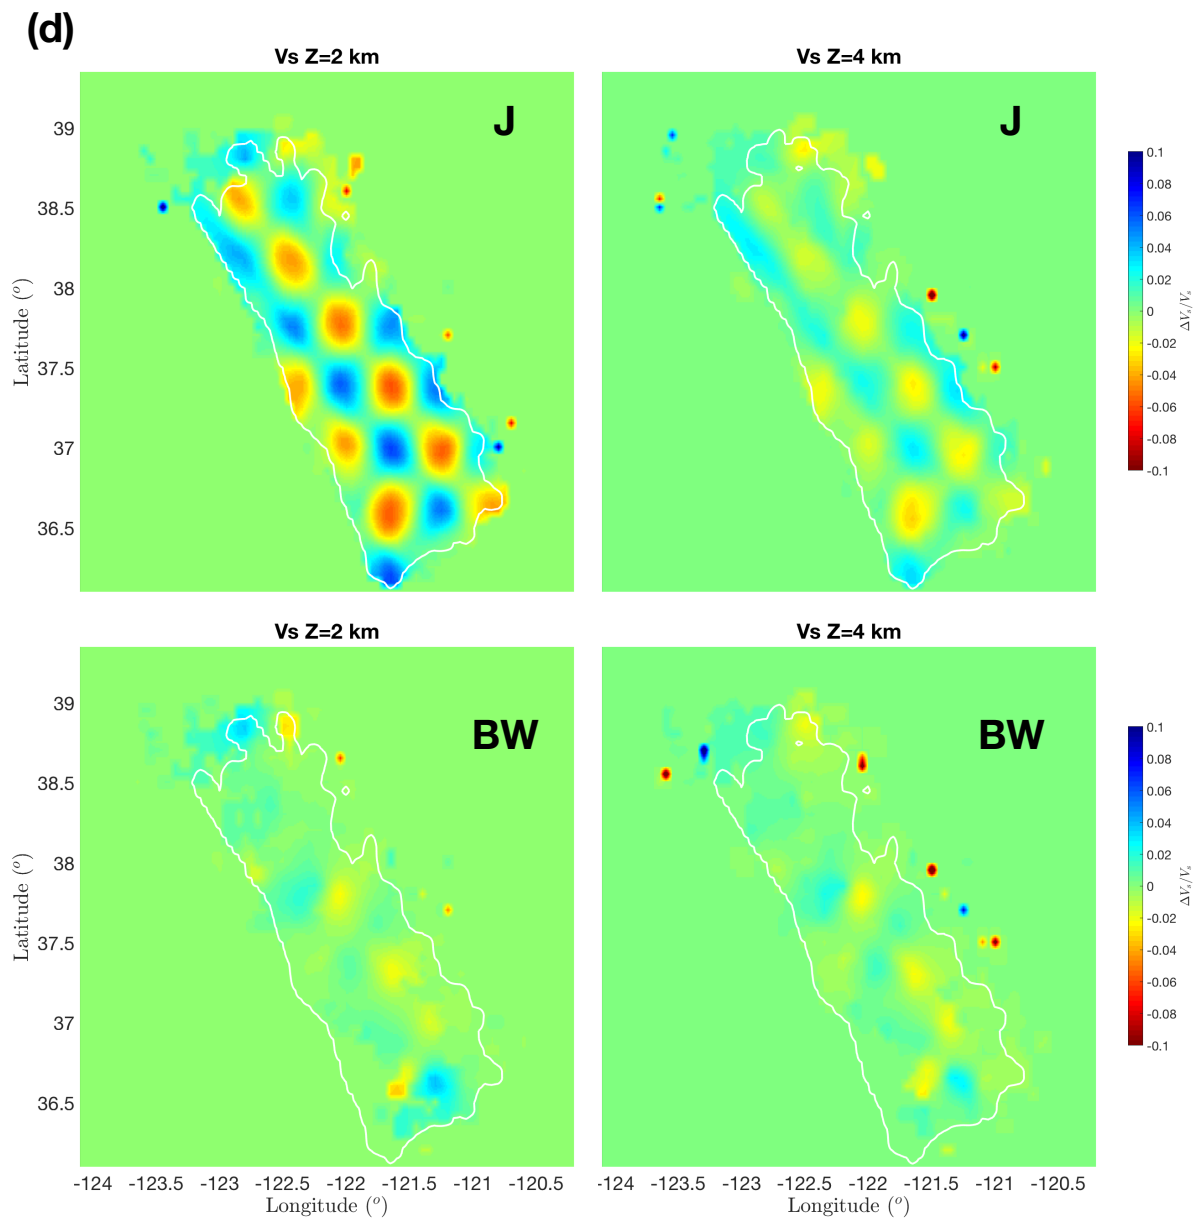 (d)
Vs Z=2 km
Vs Z=4 km
J
J
39
38.5
38
37.5
37
36.5
Latitude (°)
0.1
0.08
0.06
0.04
0.02
0
-0.02
-0.04
-0.06
-0.08
-0.1
ΔVs/Vs
Vs Z=2 km
Vs Z=4 km
BW
BW
39
38.5
38
37.5
37
36.5
Latitude (°)
0.1
0.08
0.06
0.04
0.02
0
-0.02
-0.04
-0.06
-0.08
-0.1
ΔVs/Vs
-124 -123.5 -123 -122.5 -122 -121.5 -121 -120.5
-124 -123.5 -123 -122.5 -122 -121.5 -121 -120.5
Longitude (°)
Longitude (°)